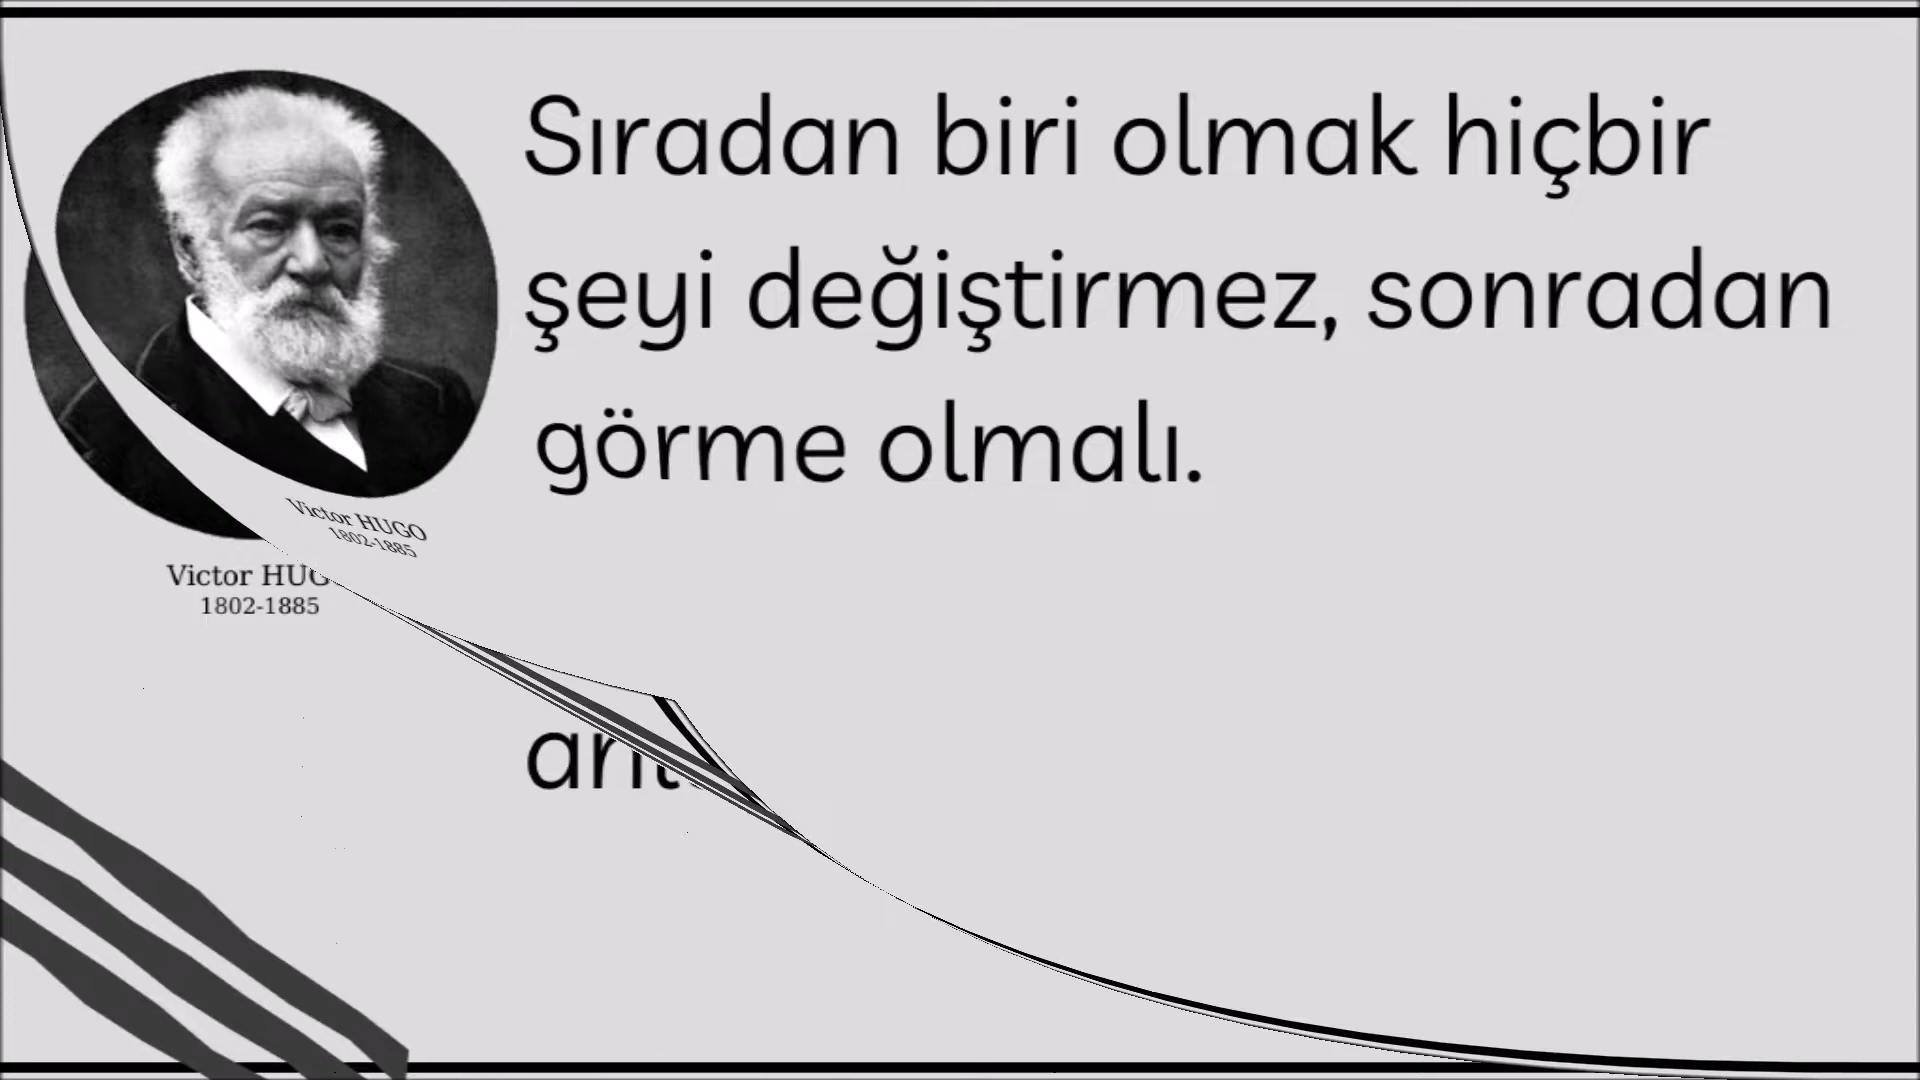 Sıradan biri olmak hiçbir
şeyi değiştirmez, sonradan
görme olmalı.
Victor HUGO
1802-1885
Victor HUG
1802-1885